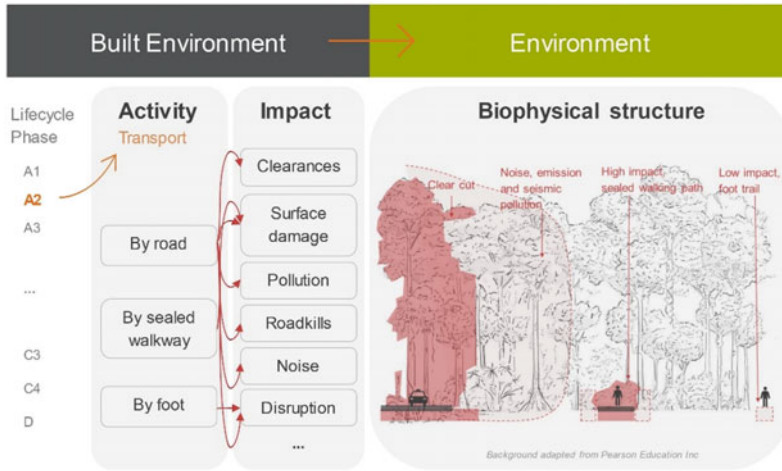 Built Environment
Environment
Lifecycle
Phase
A1
A2
A3
...
C3
C4
D
Activity
Transport
By road
By sealed
walkway
By foot
Impact
Clearances
Surface
damage
Pollution
Roadkills
Noise
Disruption
...
Biophysical structure
Clear cut
Noise, emission
and seismic
pollution
High impact,
sealed walking path
Low impact,
foot trail
Background adapted from Pearson Education Inc